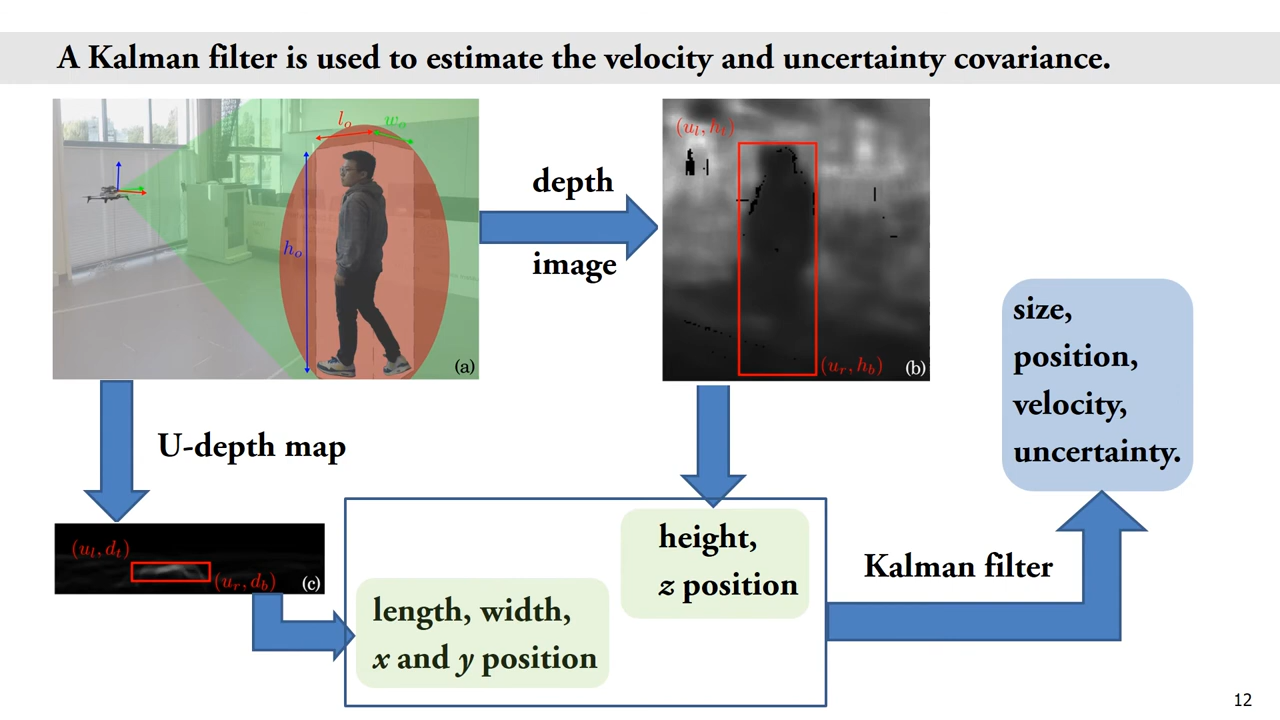 A Kalman filter is used to estimate the velocity and uncertainty covariance.
l_o
w_o
h_o
(a)
depth
image
(u_l, h_t)
(u_r, h_b)
(b)
size,
position,
velocity,
uncertainty.
U-depth map
(u_l, d_t)
(u_r, d_b)
(c)
height,
z position
length, width,
x and y position
Kalman filter
12